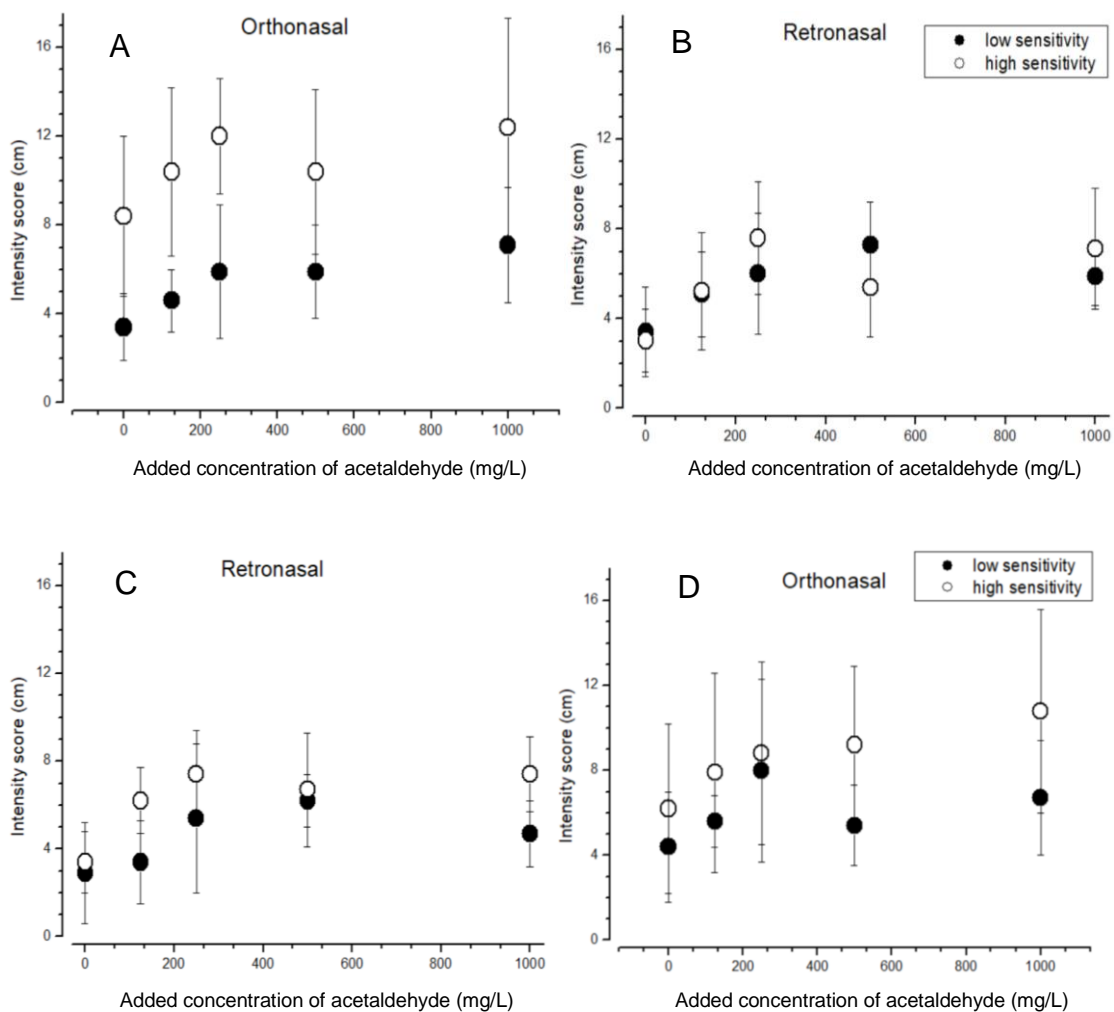 A
Orthonasal
16
12
8
4
0
Intensity score (cm)
0 200 400 600 800 1000
Added concentration of acetaldehyde (mg/L)
B
Retronasal
low sensitivity
high sensitivity
16
12
8
4
0
Intensity score (cm)
0 200 400 600 800 1000
Added concentration of acetaldehyde (mg/L)
C
Retronasal
16
12
8
4
0
Intensity score (cm)
0 200 400 600 800 1000
Added concentration of acetaldehyde (mg/L)
D
Orthonasal
low sensitivity
high sensitivity
16
12
8
4
0
Intensity score (cm)
0 200 400 600 800 1000
Added concentration of acetaldehyde (mg/L)